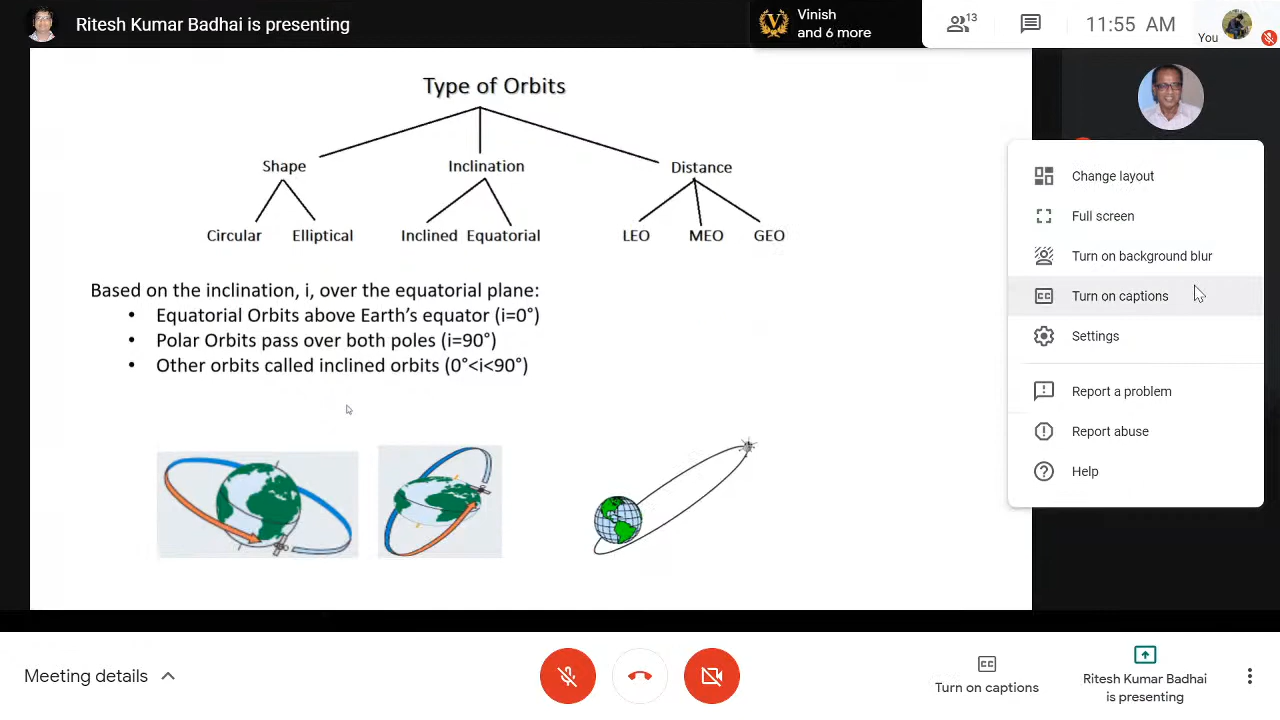 Ritesh Kumar Badhai is presenting
Vinish
and 6 more
13
11:55 AM
You
Type of Orbits
Shape
Inclination
Distance
Circular
Elliptical
Inclined
Equatorial
LEO
MEO
GEO
Based on the inclination, i, over the equatorial plane:
• Equatorial Orbits above Earth's equator (i=0°)
• Polar Orbits pass over both poles (i=90°)
• Other orbits called inclined orbits (0°<i<90°)
Change layout
Full screen
Turn on background blur
Turn on captions
Settings
Report a problem
Report abuse
Help
Meeting details
Turn on captions
Ritesh Kumar Badhai
is presenting